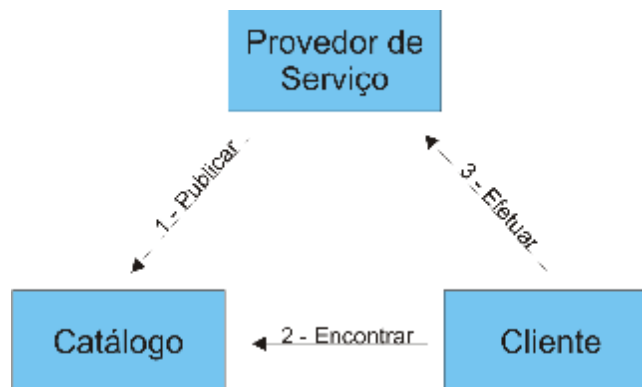 Provedor de
Serviço
1 - Publicar
3 - Efetuar
Catálogo
2 - Encontrar
Cliente